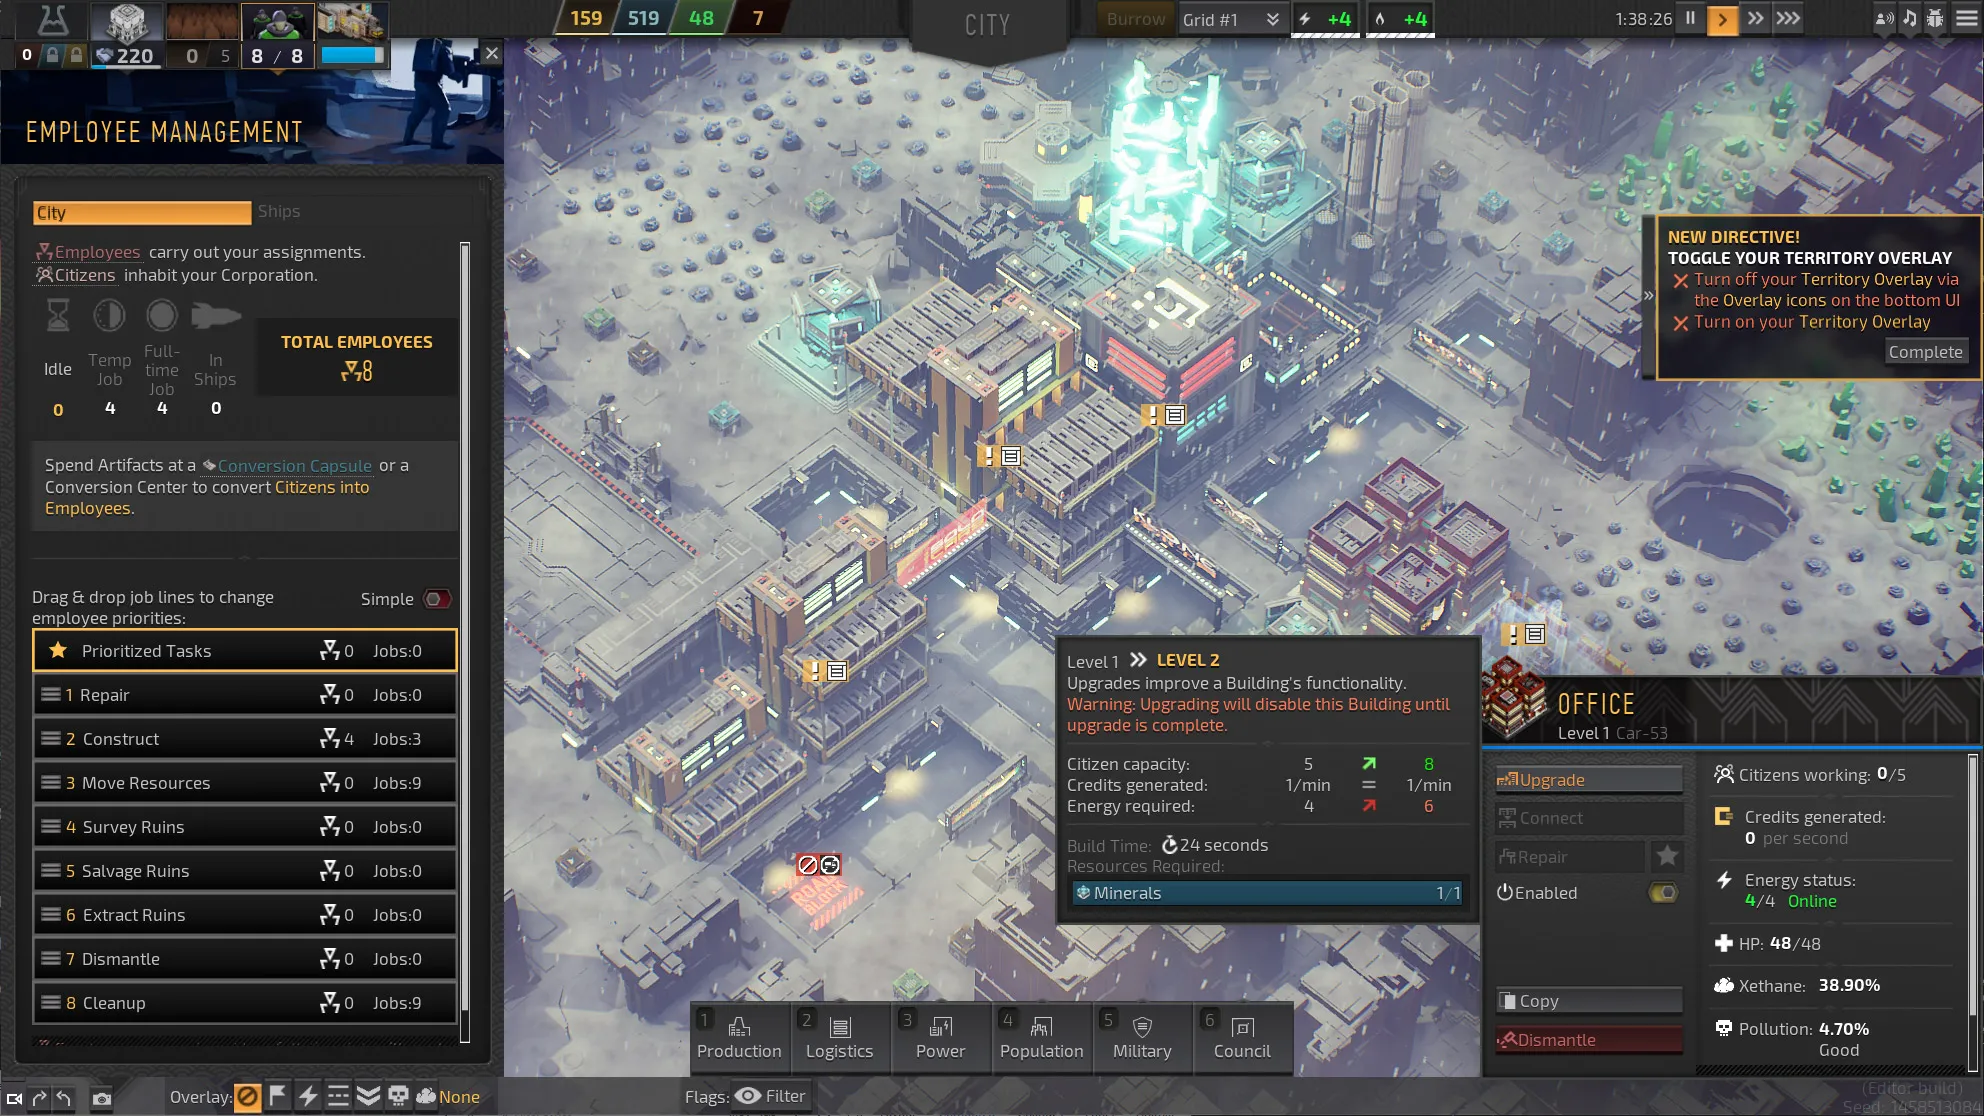 159 519 48 7
CITY
Burrow Grid #1 +4 +4
1:38:26
0 220 0 5 8 / 8
EMPLOYEE MANAGEMENT
City Ships
Employees carry out your assignments.
Citizens inhabit your Corporation.
Idle
0
Temp Job
4
Full-time Job
4
In Ships
0
TOTAL EMPLOYEES
8
Spend Artifacts at a Conversion Capsule or a
Conversion Center to convert Citizens into
Employees.
Drag & drop job lines to change
employee priorities:
Simple
Prioritized Tasks 0 Jobs:0
1 Repair 0 Jobs:0
2 Construct 4 Jobs:3
3 Move Resources 0 Jobs:9
4 Survey Ruins 0 Jobs:0
5 Salvage Ruins 0 Jobs:0
6 Extract Ruins 0 Jobs:0
7 Dismantle 0 Jobs:0
8 Cleanup 0 Jobs:9
NEW DIRECTIVE!
TOGGLE YOUR TERRITORY OVERLAY
Turn off your Territory Overlay via
the Overlay icons on the bottom UI
Turn on your Territory Overlay
Complete
ROAD
BLOCK
Level 1 LEVEL 2
Upgrades improve a Building's functionality.
Warning: Upgrading will disable this Building until
upgrade is complete.
Citizen capacity: 5 8
Credits generated: 1/min = 1/min
Energy required: 4 6
Build Time: 24 seconds
Resources Required:
Minerals 1/1
OFFICE
Level 1 Car-53
Upgrade
Connect
Repair
Enabled
Copy
Dismantle
Citizens working: 0/5
Credits generated:
0 per second
Energy status:
4/4 Online
HP: 48/48
Xethane: 38.90%
Pollution: 4.70%
Good
1 Production
2 Logistics
3 Power
4 Population
5 Military
6 Council
Overlay: None
Flags: Filter
(Editor build)
Seed: 1458513084